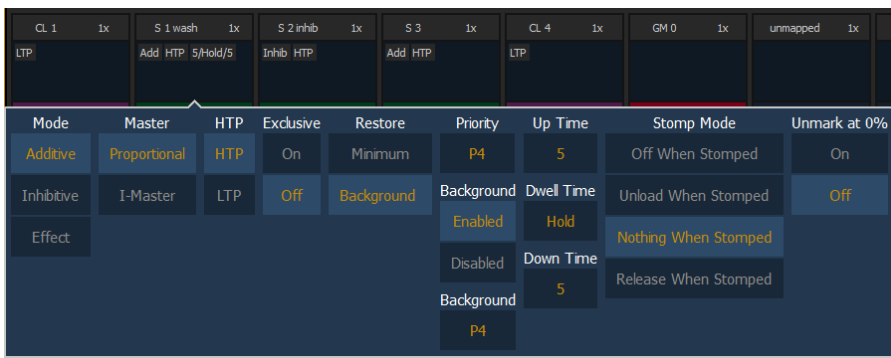 CL 1 1x S 1 wash 1x S 2 inhib 1x S 3 1x CL 4 1x GM 0 1x unmapped 1x
LTP Add HTP 5/Hold/5 Inhib HTP Add HTP LTP
Mode Master HTP Exclusive Restore Priority Up Time Stomp Mode Unmark at 0%
Additive Proportional HTP On Minimum P4 5 Off When Stomped On
Inhibitive I-Master LTP Off Background Background Dwell Time Unload When Stomped Off
Effect Enabled Hold Nothing When Stomped
Disabled Down Time Release When Stomped
Background 5
P4